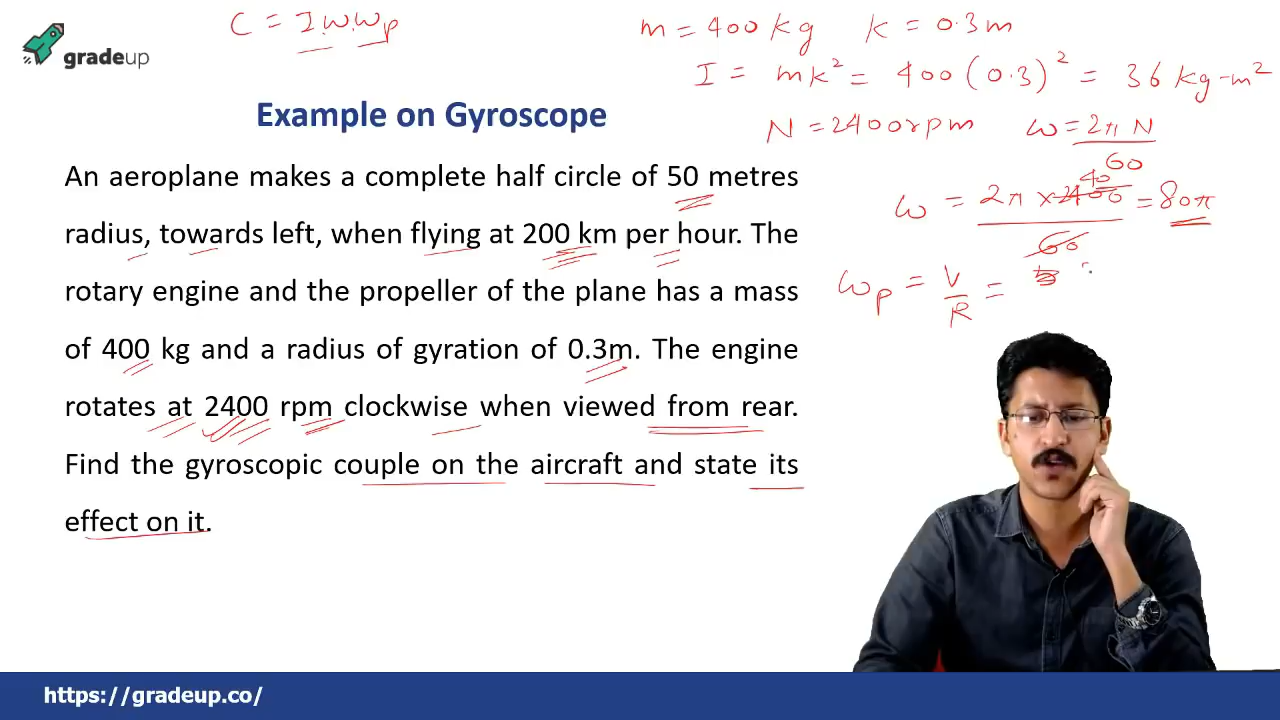 C = I.ω.ωp
m = 400 kg k = 0.3m
gradeup
I = mk² = 400 (0.3)² = 36 kg-m²
Example on Gyroscope
N = 2400rpm ω = 2π N / 60
An aeroplane makes a complete half circle of 50 metres
radius, towards left, when flying at 200 km per hour. The
rotary engine and the propeller of the plane has a mass
of 400 kg and a radius of gyration of 0.3m. The engine
rotates at 2400 rpm clockwise when viewed from rear.
Find the gyroscopic couple on the aircraft and state its
effect on it.
40
ω = 2π × 2400 / 60 = 80π
ωp = V / R =
https://gradeup.co/